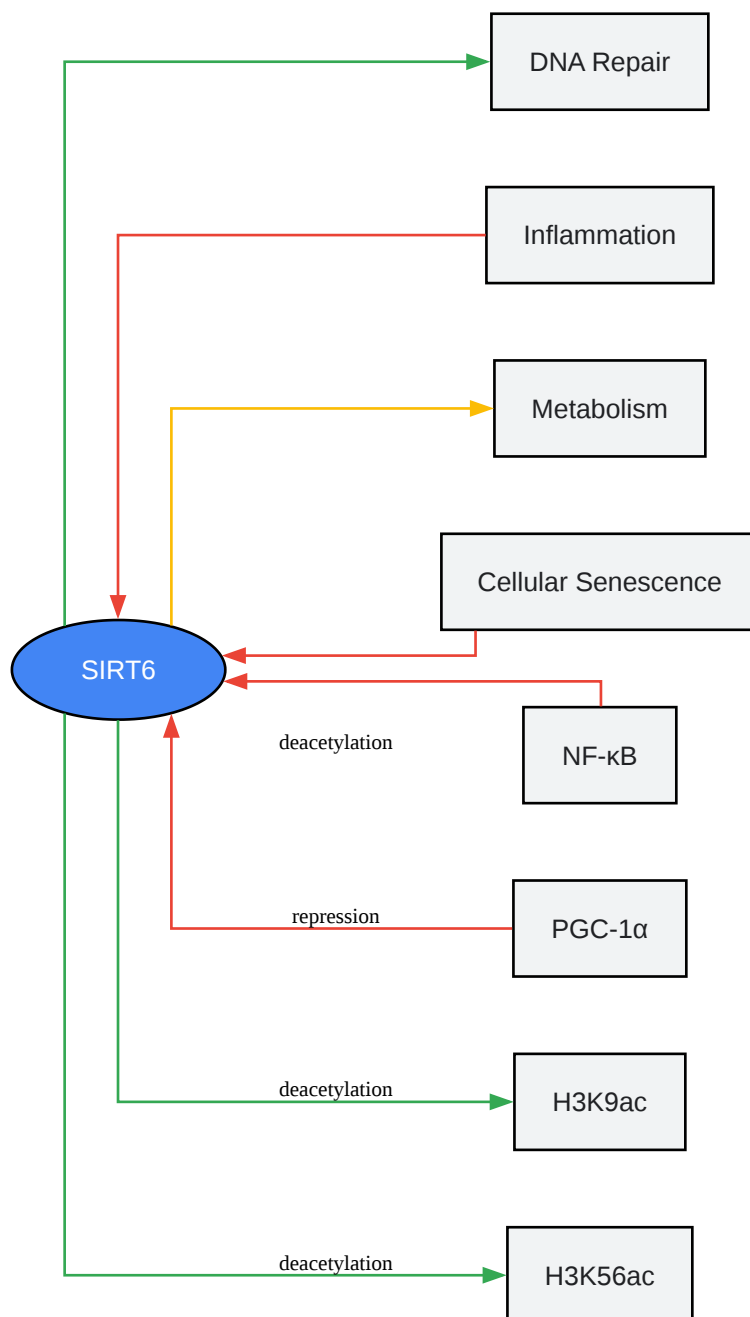 DNA Repair
Inflammation
Metabolism
Cellular Senescence
SIRT6
deacetylation
NF-κB
repression
PGC-1α
deacetylation
H3K9ac
deacetylation
H3K56ac